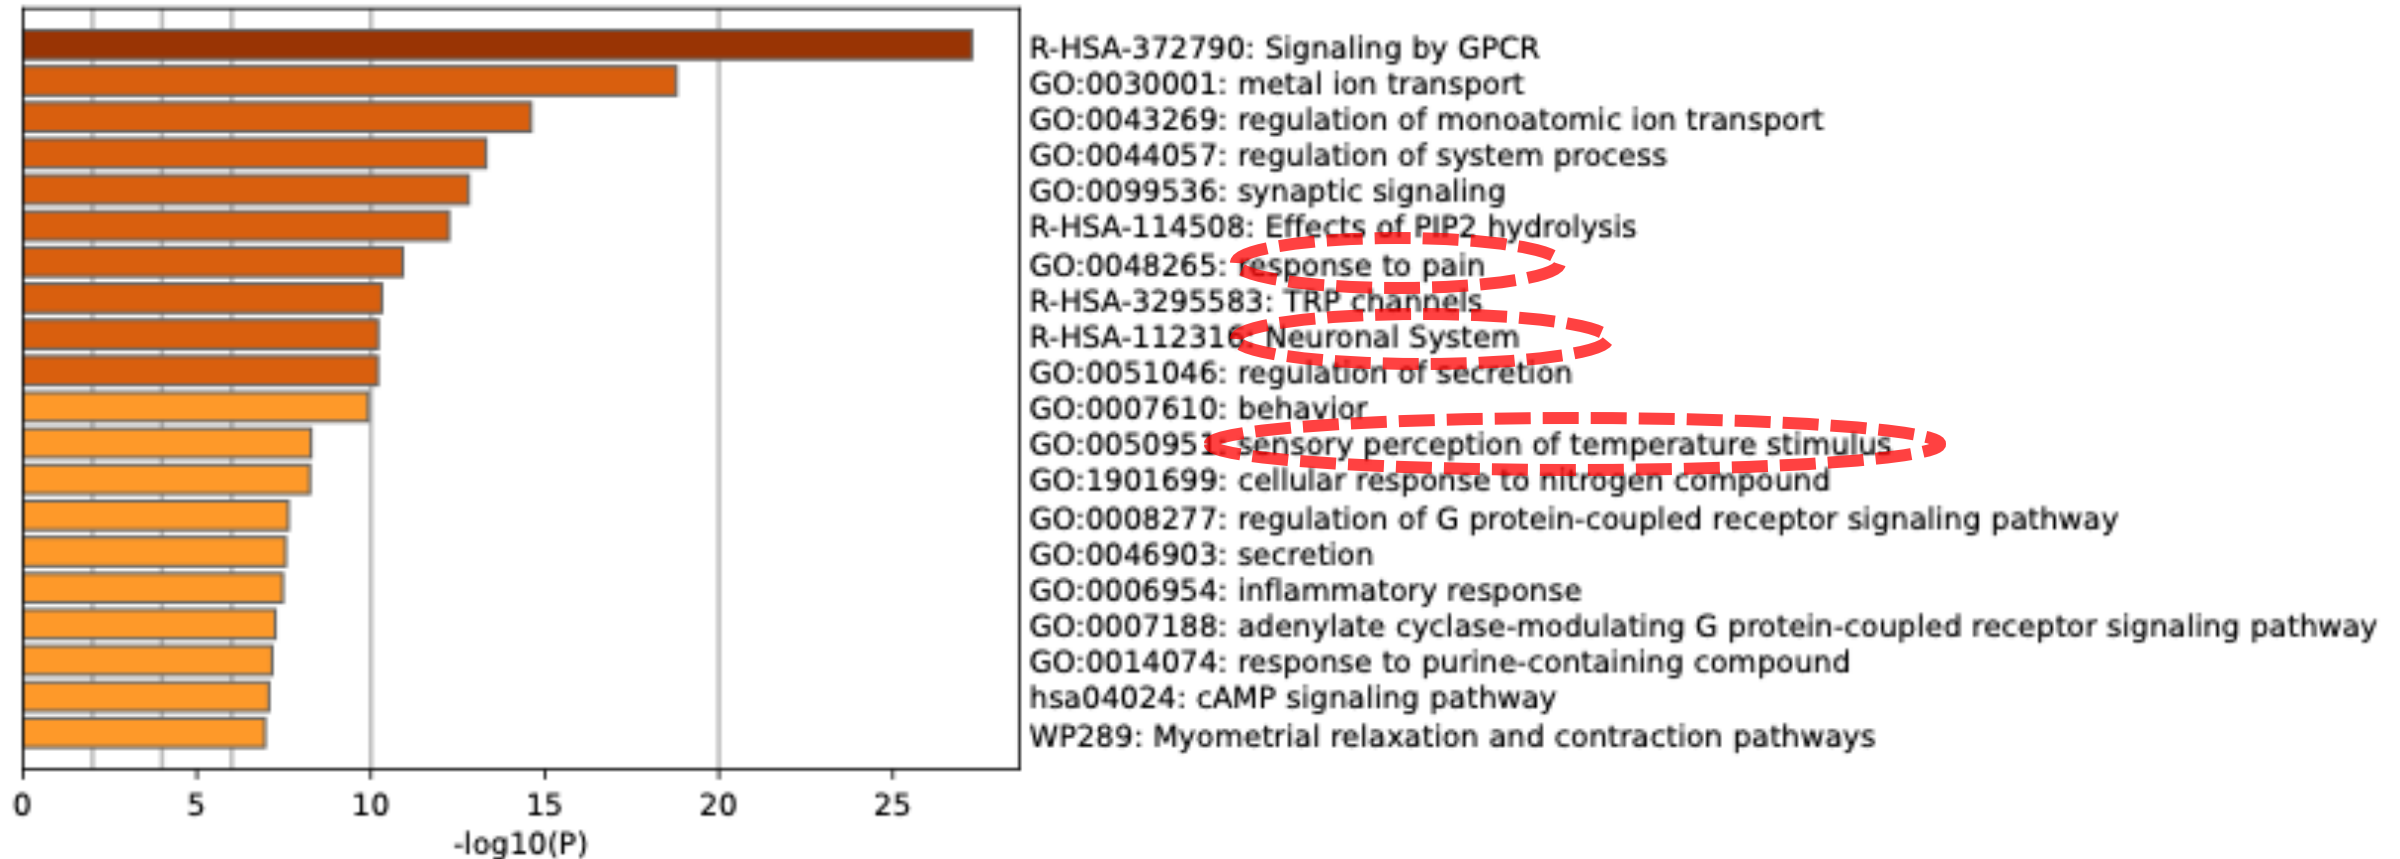 R-HSA-372790: Signaling by GPCR
GO:0030001: metal ion transport
GO:0043269: regulation of monoatomic ion transport
GO:0044057: regulation of system process
GO:0099536: synaptic signaling
R-HSA-114508: Effects of PIP2 hydrolysis
GO:0048265: response to pain
R-HSA-3295583: TRP channels
R-HSA-112316: Neuronal System
GO:0051046: regulation of secretion
GO:0007610: behavior
GO:0050951: sensory perception of temperature stimulus
GO:1901699: cellular response to nitrogen compound
GO:0008277: regulation of G protein-coupled receptor signaling pathway
GO:0046903: secretion
GO:0006954: inflammatory response
GO:0007188: adenylate cyclase-modulating G protein-coupled receptor signaling pathway
GO:0014074: response to purine-containing compound
hsa04024: cAMP signaling pathway
WP289: Myometrial relaxation and contraction pathways
0 5 10 15 20 25
-log10(P)